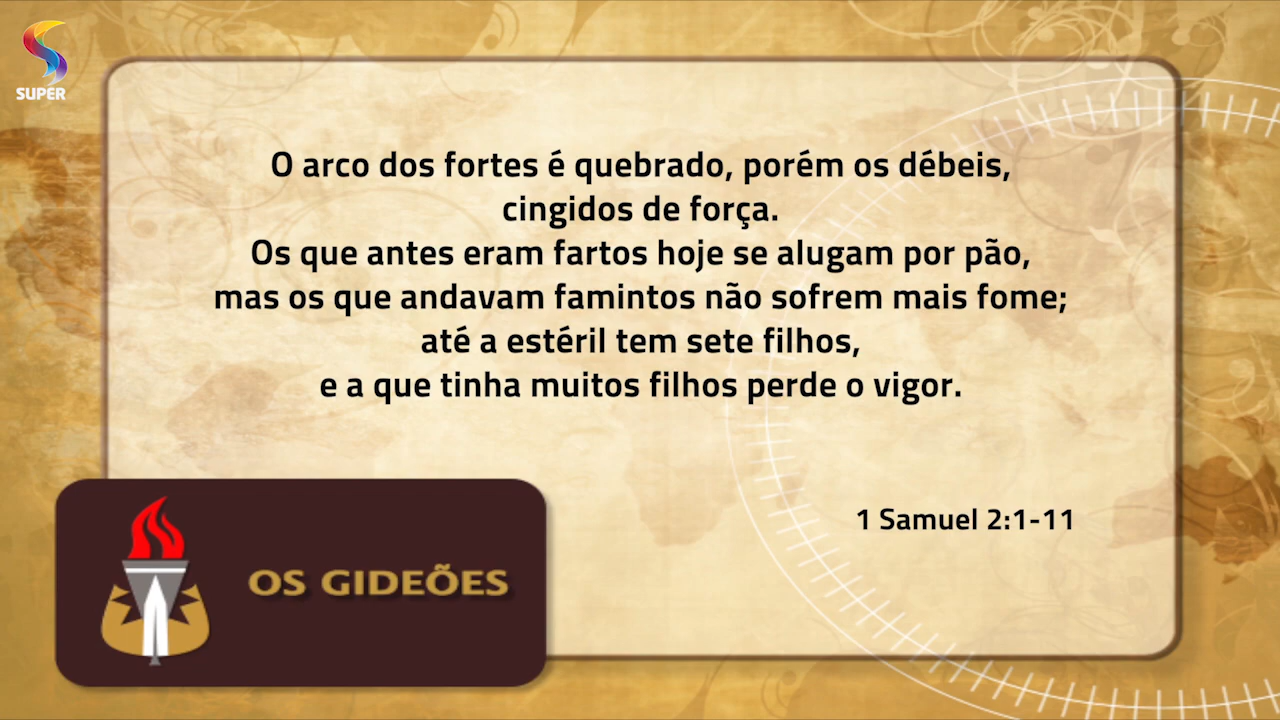 SUPER
O arco dos fortes é quebrado, porém os débeis,
cingidos de força.
Os que antes eram fartos hoje se alugam por pão,
mas os que andavam famintos não sofrem mais fome;
até a estéril tem sete filhos,
e a que tinha muitos filhos perde o vigor.
1 Samuel 2:1-11
OS GIDEÕES